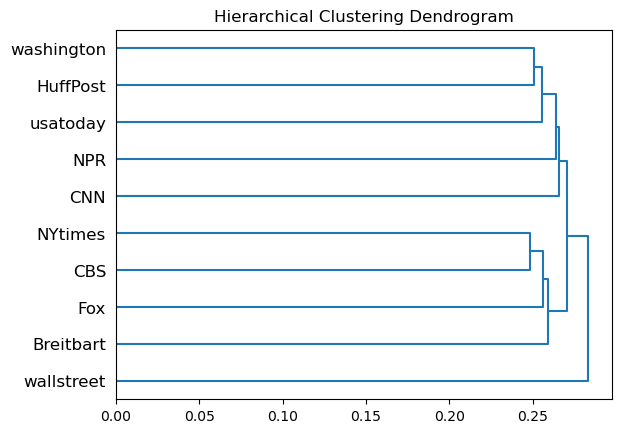 Hierarchical Clustering Dendrogram
washington
HuffPost
usatoday
NPR
CNN
NYtimes
CBS
Fox
Breitbart
wallstreet
0.00 0.05 0.10 0.15 0.20 0.25